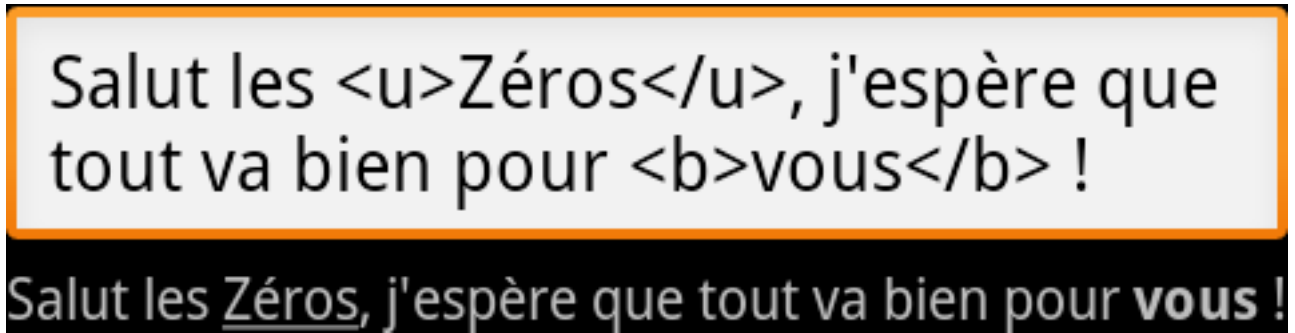 Salut les <u>Zéros</u>, j'espère que
tout va bien pour <b>vous</b> !
Salut les Zéros, j'espère que tout va bien pour vous !